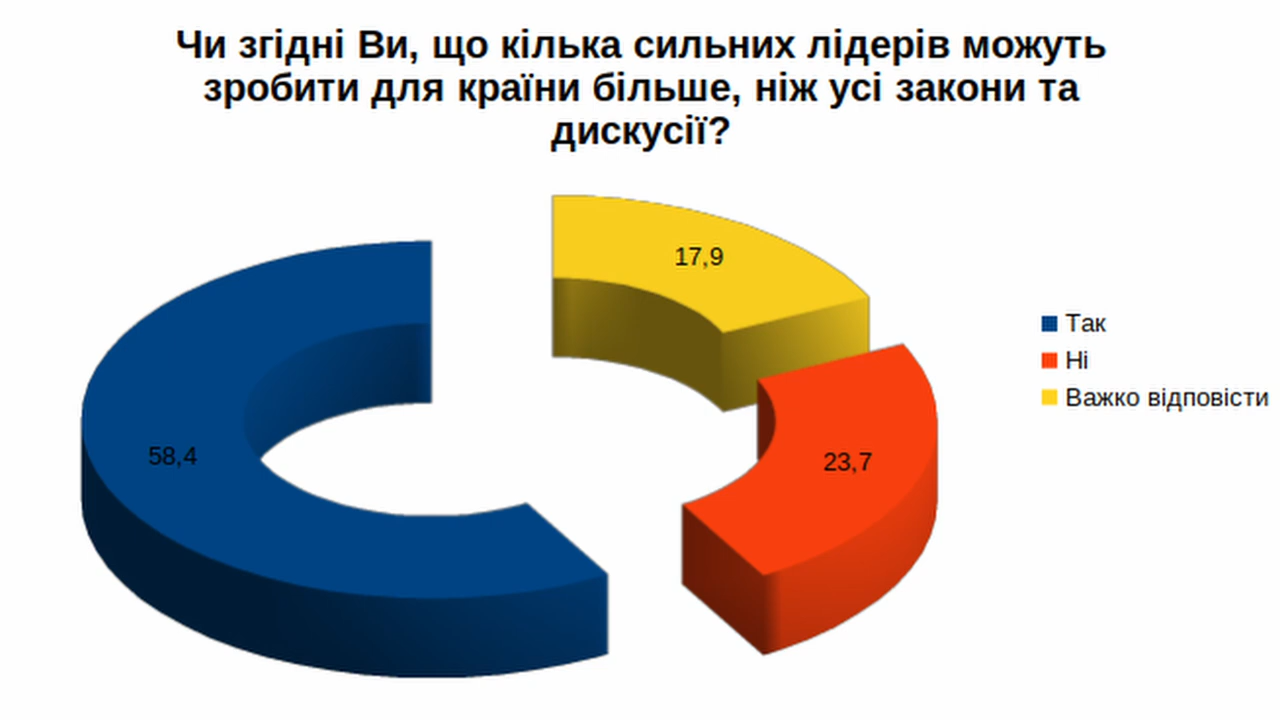 Чи згідні Ви, що кілька сильних лідерів можуть
зробити для країни більше, ніж усі закони та
дискусії?
17,9
58,4
23,7
Так
Ні
Важко відповісти